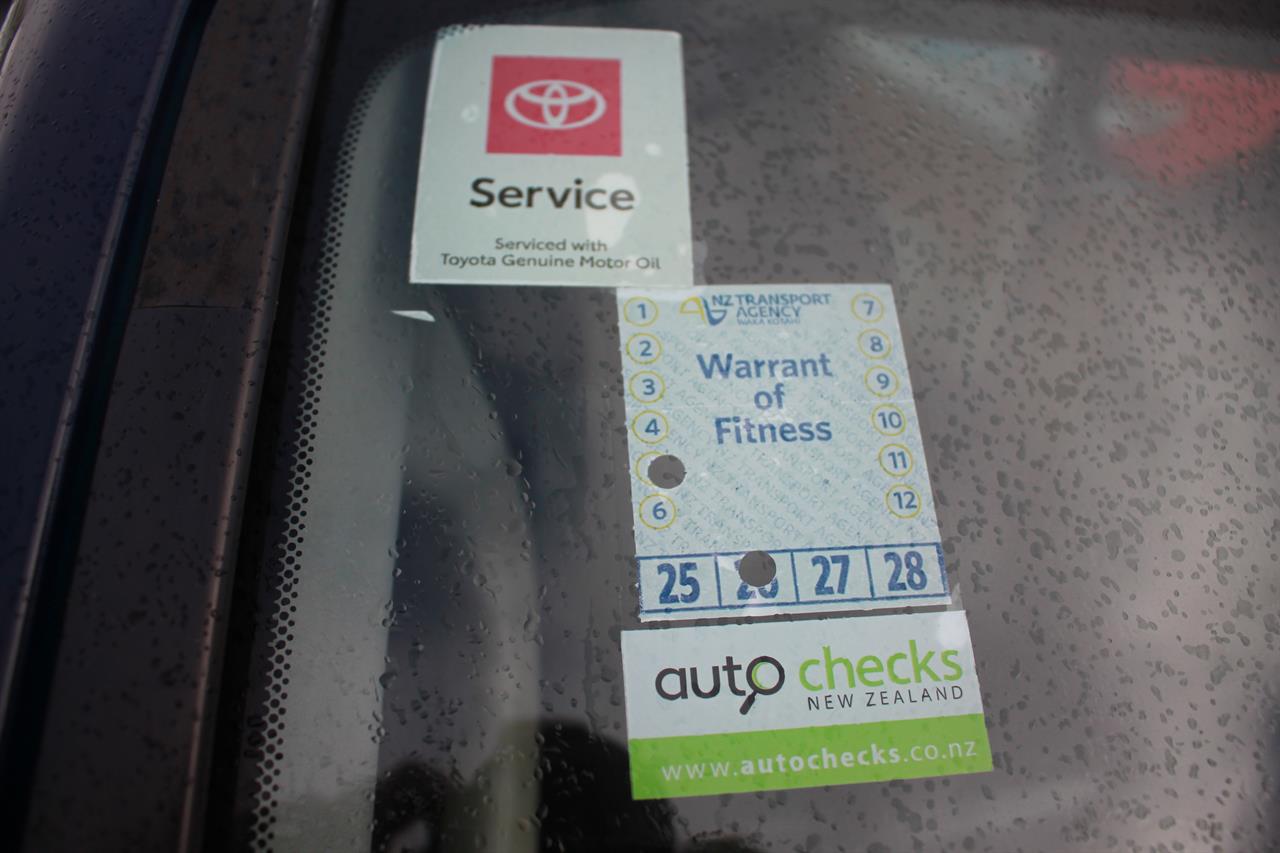 Service
Serviced with
Toyota Genuine Motor Oil
NZ TRANSPORT
AGENCY
WAKA KOTAHI
Warrant
of
Fitness
1
2
3
4
6
7
8
9
10
11
12
25
27
28
auto checks
NEW ZEALAND
www.autochecks.co.nz